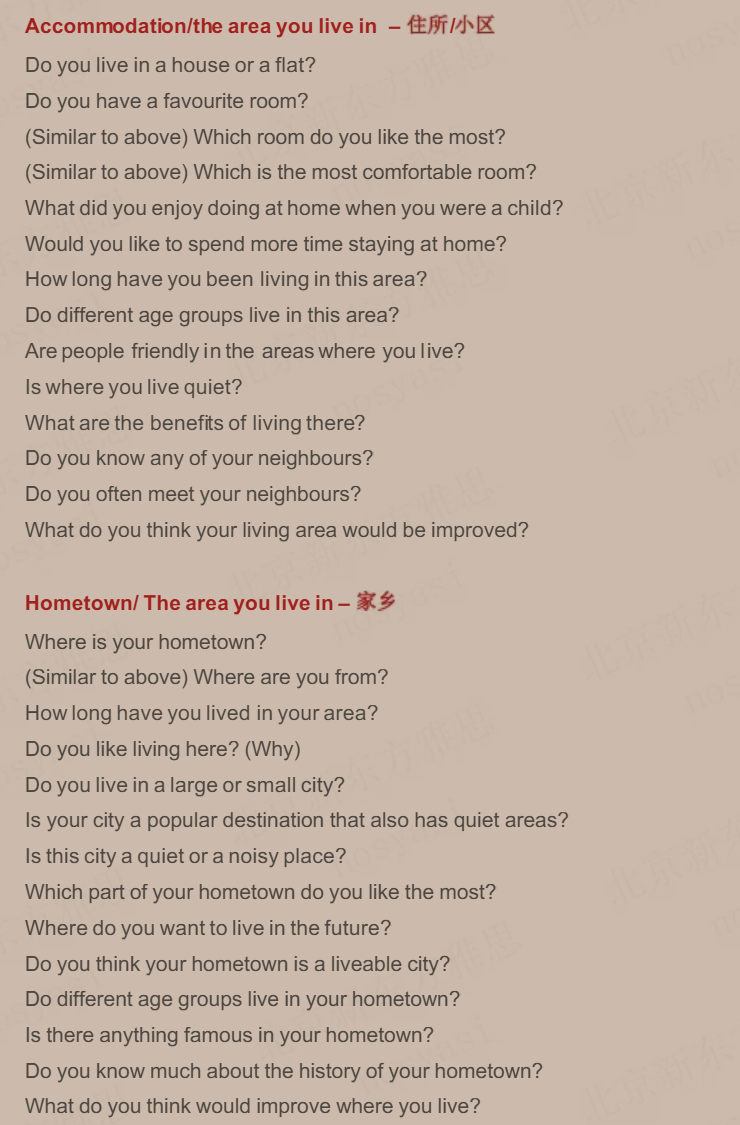 Accommodation/the area you live in – 住所/小区
Do you live in a house or a flat?
Do you have a favourite room?
(Similar to above) Which room do you like the most?
(Similar to above) Which is the most comfortable room?
What did you enjoy doing at home when you were a child?
Would you like to spend more time staying at home?
How long have you been living in this area?
Do different age groups live in this area?
Are people friendly in the areas where you live?
Is where you live quiet?
What are the benefits of living there?
Do you know any of your neighbours?
Do you often meet your neighbours?
What do you think your living area would be improved?
Hometown/ The area you live in – 家乡
Where is your hometown?
(Similar to above) Where are you from?
How long have you lived in your area?
Do you like living here? (Why)
Do you live in a large or small city?
Is your city a popular destination that also has quiet areas?
Is this city a quiet or a noisy place?
Which part of your hometown do you like the most?
Where do you want to live in the future?
Do you think your hometown is a liveable city?
Do different age groups live in your hometown?
Is there anything famous in your hometown?
Do you know much about the history of your hometown?
What do you think would improve where you live?